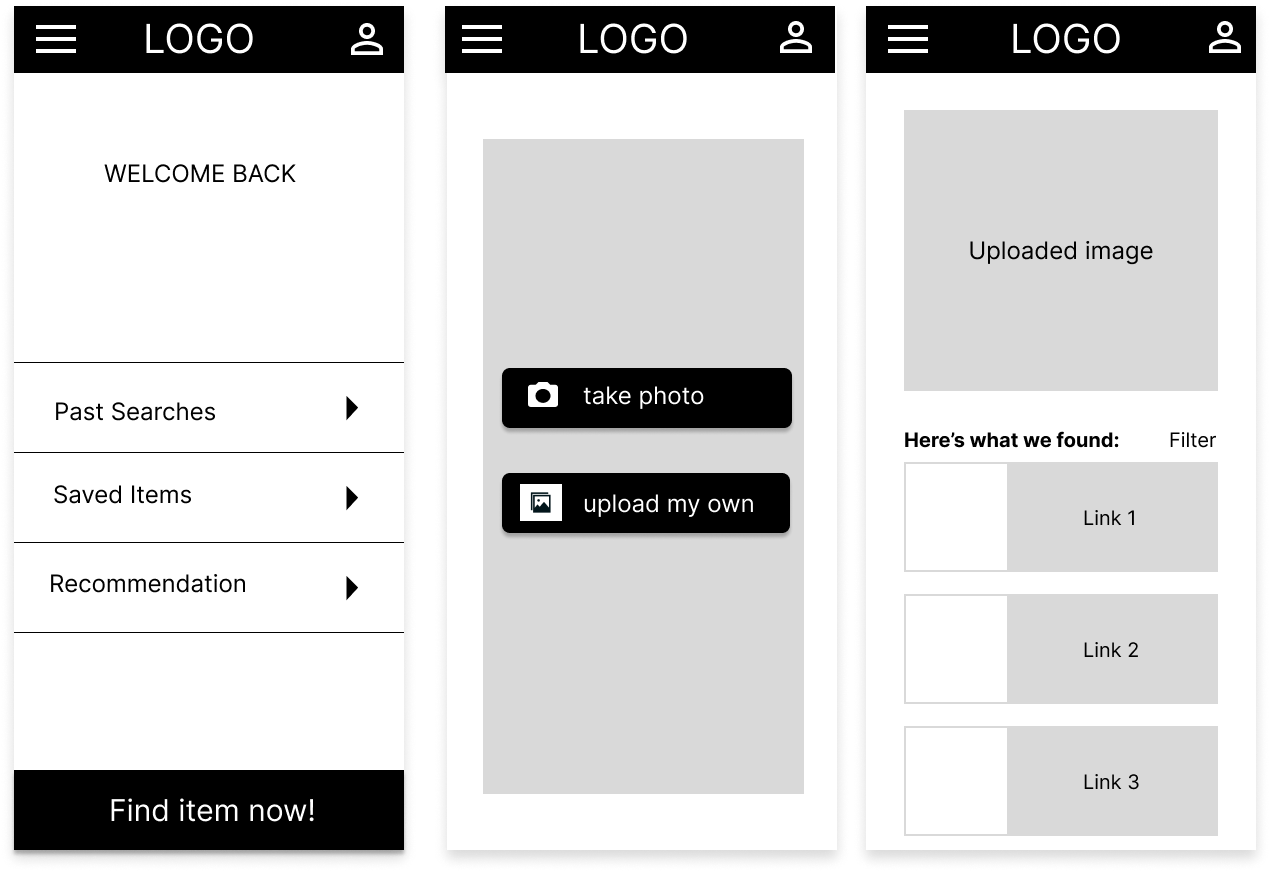 LOGO
WELCOME BACK
Past Searches
Saved Items
Recommendation
Find item now!
LOGO
take photo
upload my own
LOGO
Uploaded image
Here’s what we found: Filter
Link 1
Link 2
Link 3